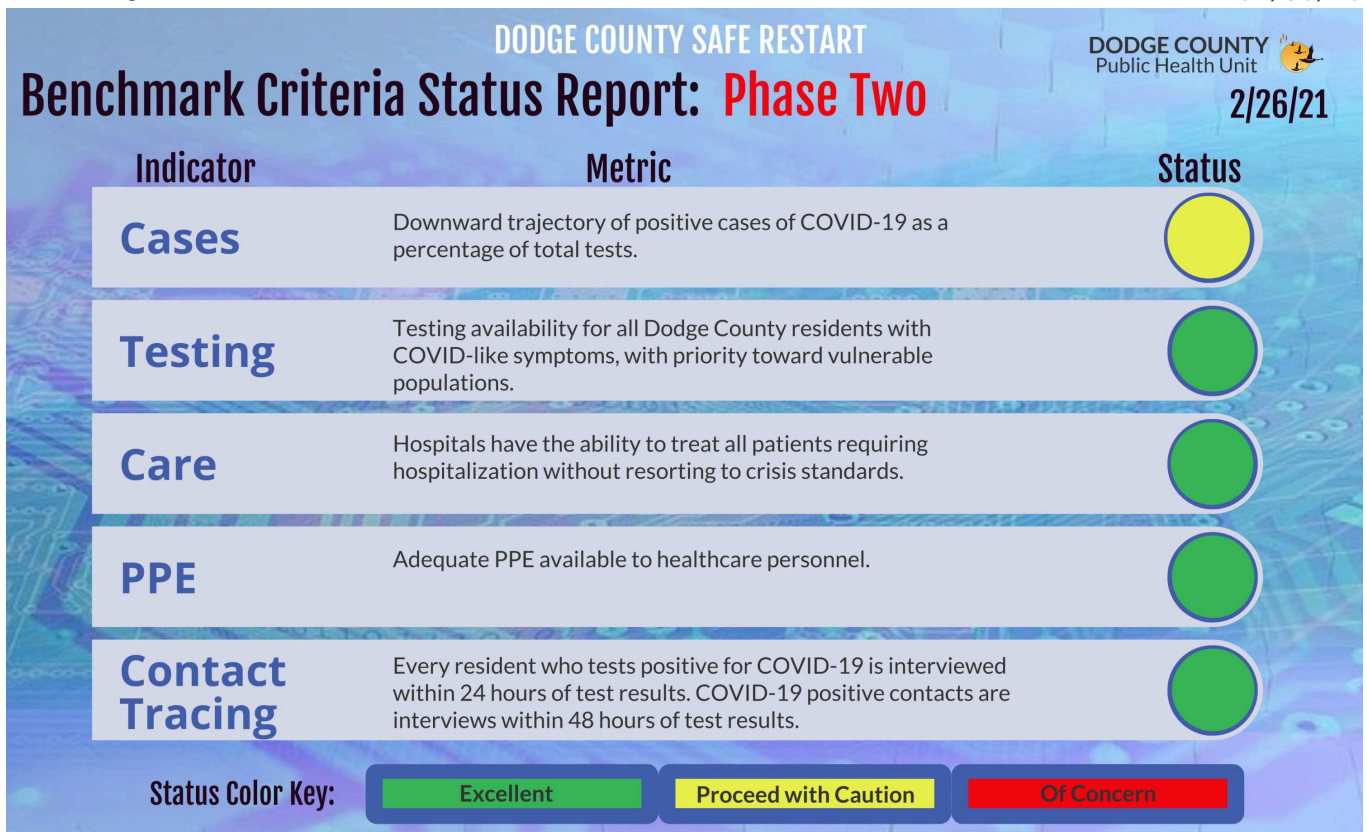 DODGE COUNTY SAFE RESTART
DODGE COUNTY
Public Health Unit
Benchmark Criteria Status Report: Phase Two
2/26/21
Indicator
Metric
Status
Cases
Downward trajectory of positive cases of COVID-19 as a
percentage of total tests.
Testing
Testing availability for all Dodge County residents with
COVID-like symptoms, with priority toward vulnerable
populations.
Care
Hospitals have the ability to treat all patients requiring
hospitalization without resorting to crisis standards.
PPE
Adequate PPE available to healthcare personnel.
Contact
Tracing
Every resident who tests positive for COVID-19 is interviewed
within 24 hours of test results. COVID-19 positive contacts are
interviews within 48 hours of test results.
Status Color Key:
Excellent
Proceed with Caution
Of Concern